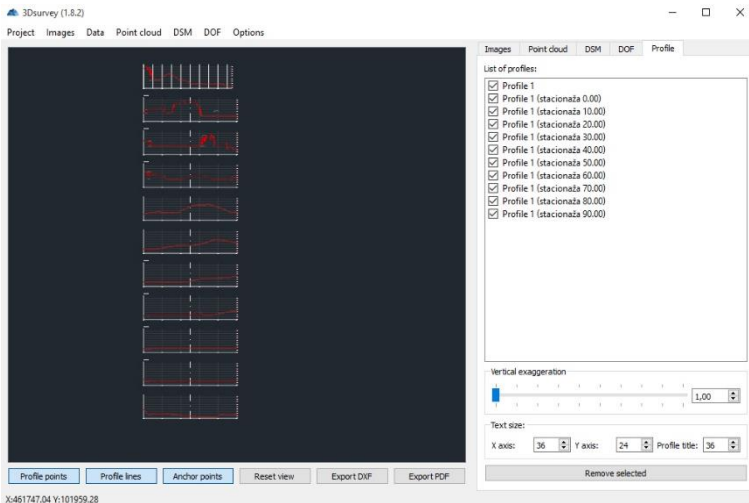 3Dsurvey (1.8.2)
Project Images Data Point cloud DSM DOF Options
Images Point cloud DSM DOF Profile
List of profiles:
Profile 1
Profile 1 (stacionaža 0.00)
Profile 1 (stacionaža 10.00)
Profile 1 (stacionaža 20.00)
Profile 1 (stacionaža 30.00)
Profile 1 (stacionaža 40.00)
Profile 1 (stacionaža 50.00)
Profile 1 (stacionaža 60.00)
Profile 1 (stacionaža 70.00)
Profile 1 (stacionaža 80.00)
Profile 1 (stacionaža 90.00)
Vertical exaggeration
1,00
Text size:
X axis: 36 Y axis: 24 Profile title: 36
Remove selected
Profile points Profile lines Anchor points Reset view Export DXF Export PDF
X:461747.04 Y:101959.28